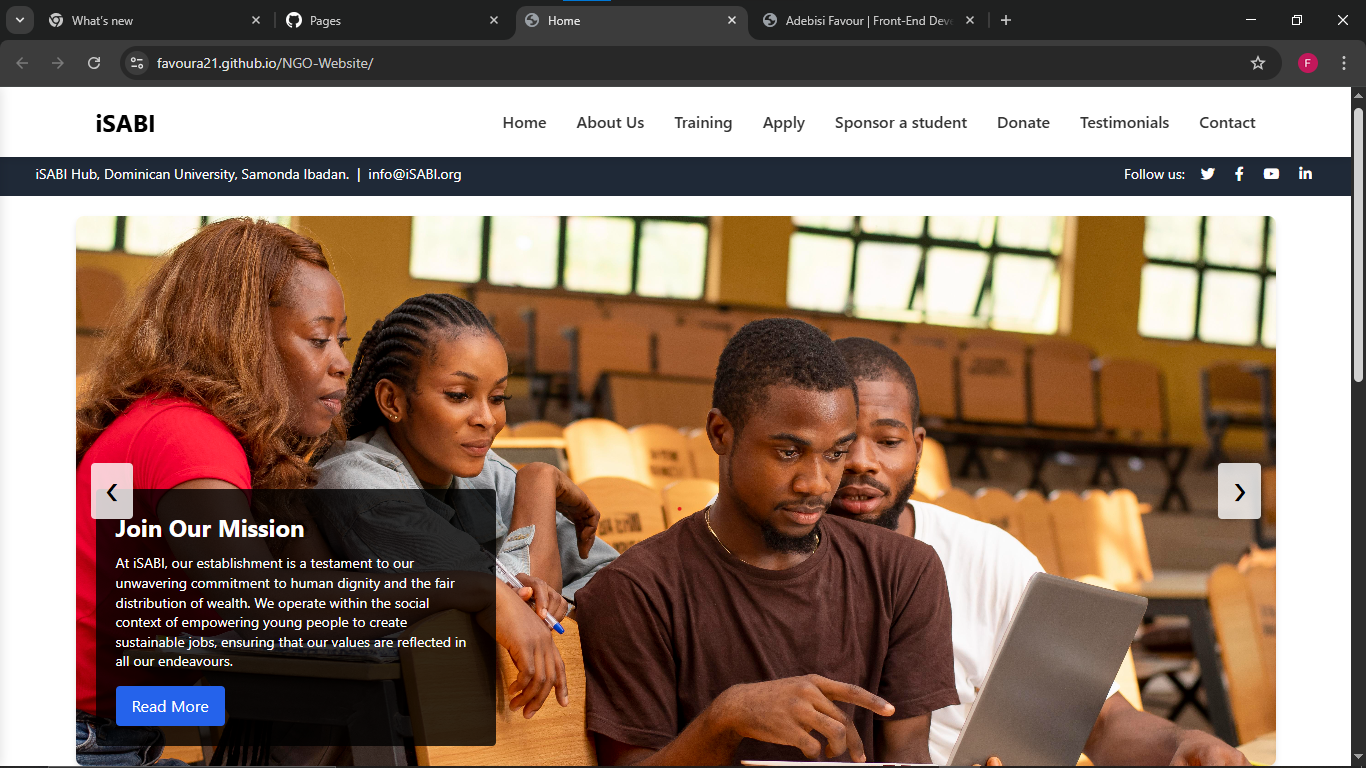 What's new
Pages
Home
Adebisi Favour | Front-End Deve
favoura21.github.io/NGO-Website/
F
iSABI
Home About Us Training Apply Sponsor a student Donate Testimonials Contact
iSABI Hub, Dominican University, Samonda Ibadan. | info@iSABI.org
Follow us:
❮
❯
Join Our Mission
At iSABI, our establishment is a testament to our
unwavering commitment to human dignity and the fair
distribution of wealth. We operate within the social
context of empowering young people to create
sustainable jobs, ensuring that our values are reflected in
all our endeavours.
Read More